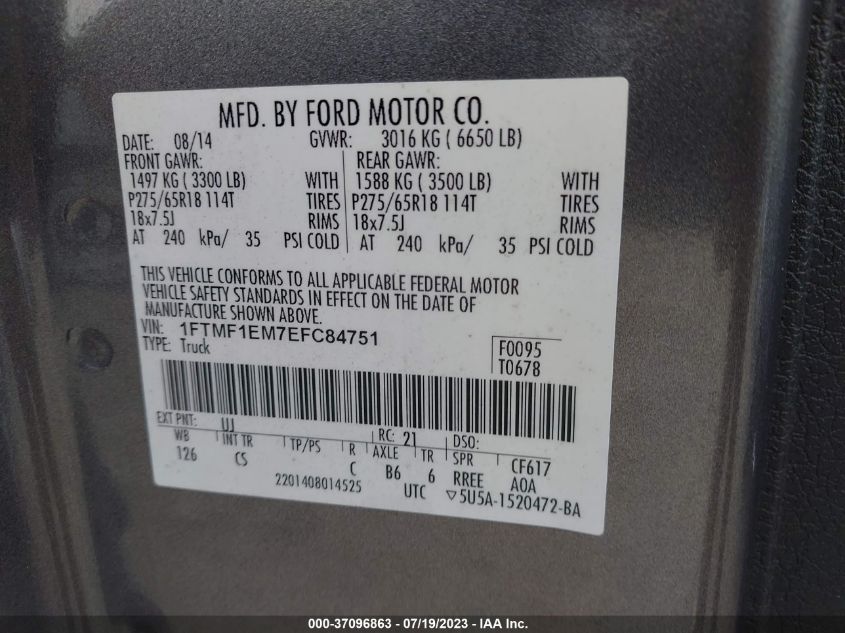 MFD. BY FORD MOTOR CO.
DATE: 08/14 GVWR: 3016 KG ( 6650 LB)
FRONT GAWR: REAR GAWR:
1497 KG ( 3300 LB) WITH 1588 KG ( 3500 LB) WITH
P275/65R18 114T TIRES P275/65R18 114T TIRES
18x7.5J RIMS 18x7.5J RIMS
AT 240 kPa/ 35 PSI COLD AT 240 kPa/ 35 PSI COLD
THIS VEHICLE CONFORMS TO ALL APPLICABLE FEDERAL MOTOR
VEHICLE SAFETY STANDARDS IN EFFECT ON THE DATE OF
MANUFACTURE SHOWN ABOVE.
VIN: 1FTMF1EM7EFC84751
TYPE: Truck
F0095
T0678
EXT PNT: UJ RC: 21 DSO:
WB INT TR TP/PS R AXLE TR SPR CF617
126 CS C B6 6 RREE A0A
2201408014525 UTC ▽5U5A-1520472-BA
000-37096863 - 07/19/2023 - IAAI.COM